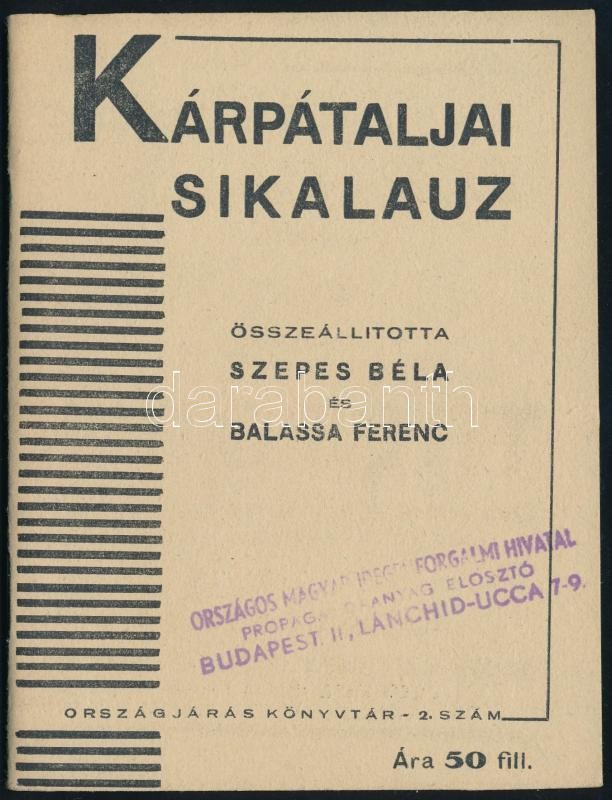 KÁRPÁTALJAI
SIKALAUZ
ÖSSZEÁLLITOTTA
SZEPES BÉLA
ÉS
BALASSA FERENC
darabanth
ORSZÁGOS MAGYAR IDEGENFORGALMI HIVATAL
PROPAGANDAANYAG ELOSZTÓ
BUDAPEST. II., LÁNCHID-UCCA 7-9.
ORSZÁGJÁRÁS KÖNYVTÁR - 2. SZÁM
Ára 50 fill.